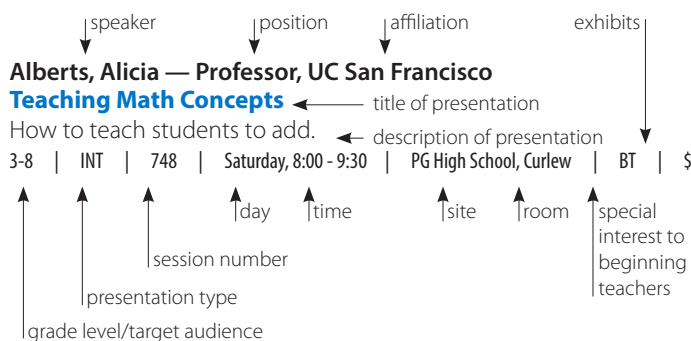 speaker position affiliation exhibits
Alberts, Alicia — Professor, UC San Francisco
Teaching Math Concepts title of presentation
How to teach students to add. description of presentation
3-8 | INT | 748 | Saturday, 8:00 - 9:30 | PG High School, Curlew | BT | $
day time site room special
interest to
session number beginning
presentation type teachers
grade level/target audience